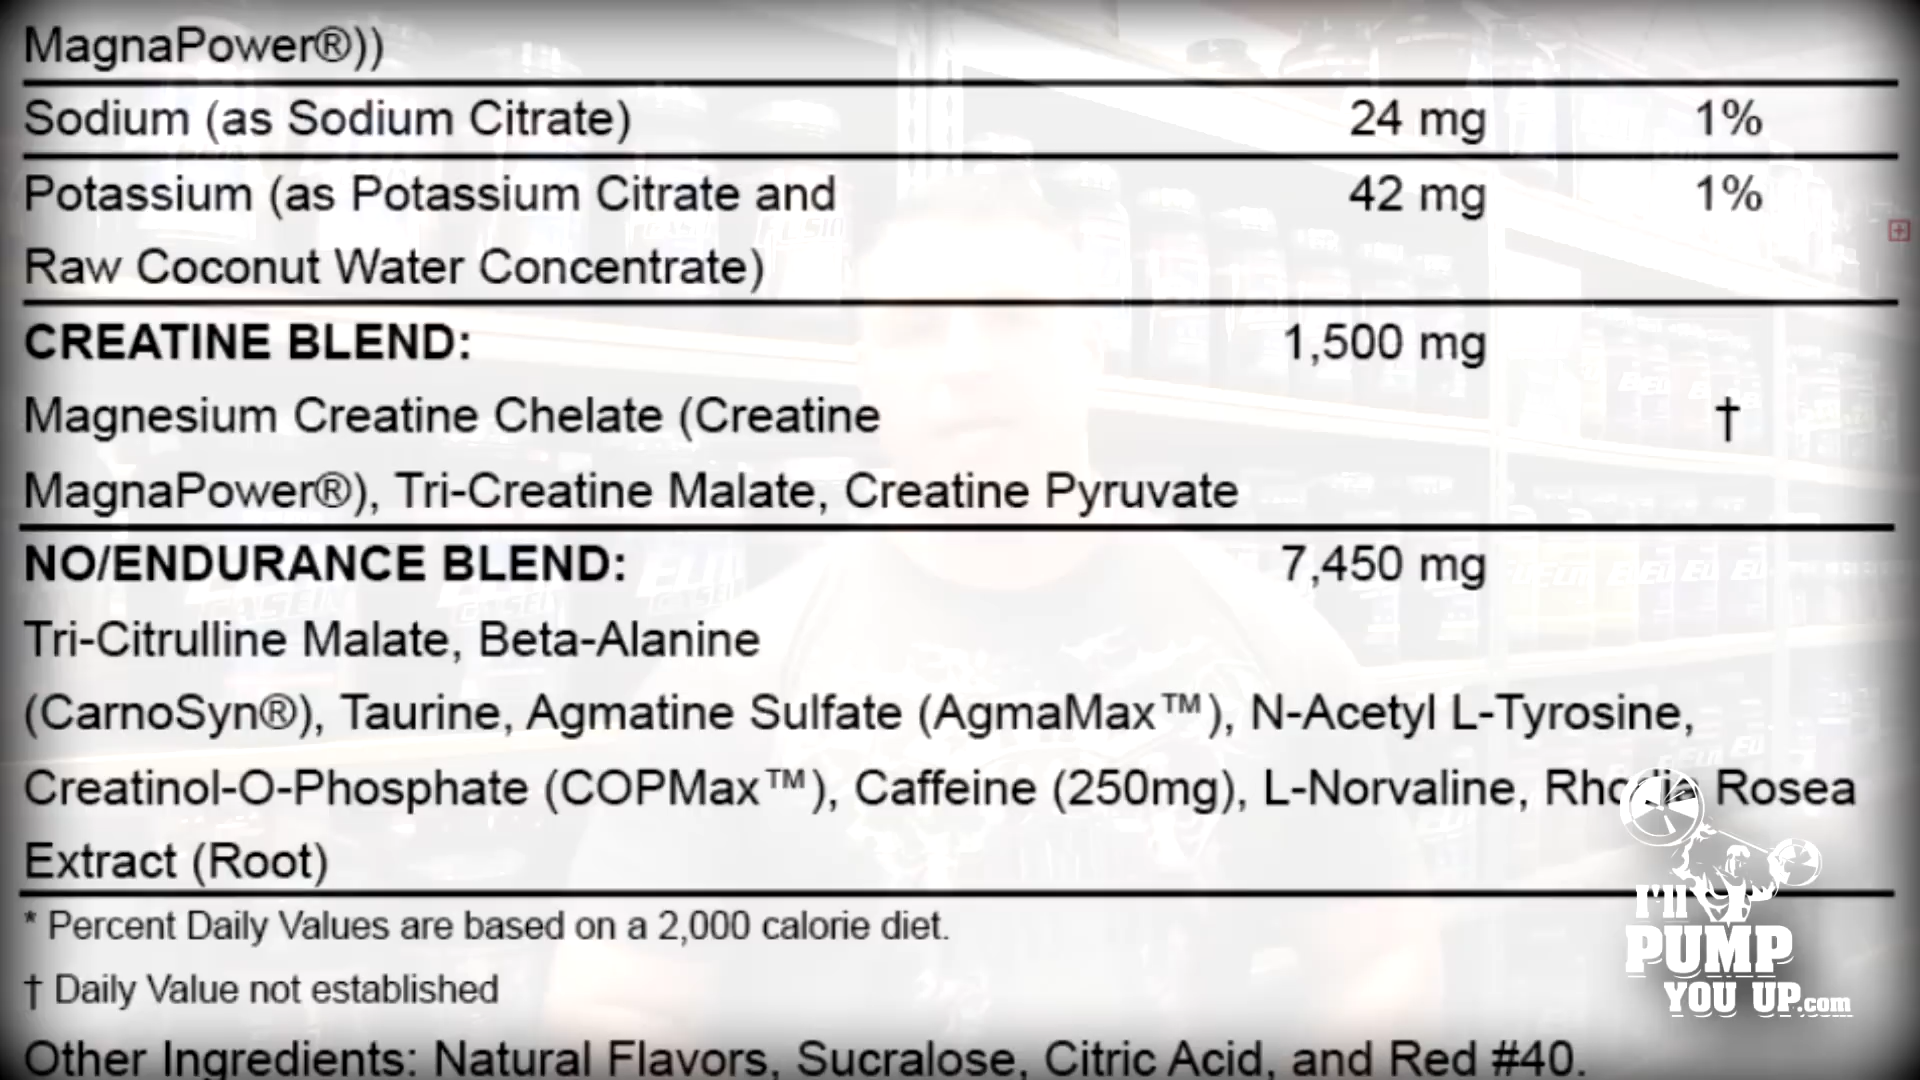 MagnaPower®))
Sodium (as Sodium Citrate) 24 mg 1%
Potassium (as Potassium Citrate and 42 mg 1%
Raw Coconut Water Concentrate)
CREATINE BLEND: 1,500 mg
Magnesium Creatine Chelate (Creatine †
MagnaPower®), Tri-Creatine Malate, Creatine Pyruvate
NO/ENDURANCE BLEND: 7,450 mg
Tri-Citrulline Malate, Beta-Alanine
(CarnoSyn®), Taurine, Agmatine Sulfate (AgmaMax™), N-Acetyl L-Tyrosine,
Creatinol-O-Phosphate (COPMax™), Caffeine (250mg), L-Norvaline, Rosea
Extract (Root)
* Percent Daily Values are based on a 2,000 calorie diet.
† Daily Value not established
Other Ingredients: Natural Flavors, Sucralose, Citric Acid, and Red #40.
I'll
PUMP
YOU UP.com